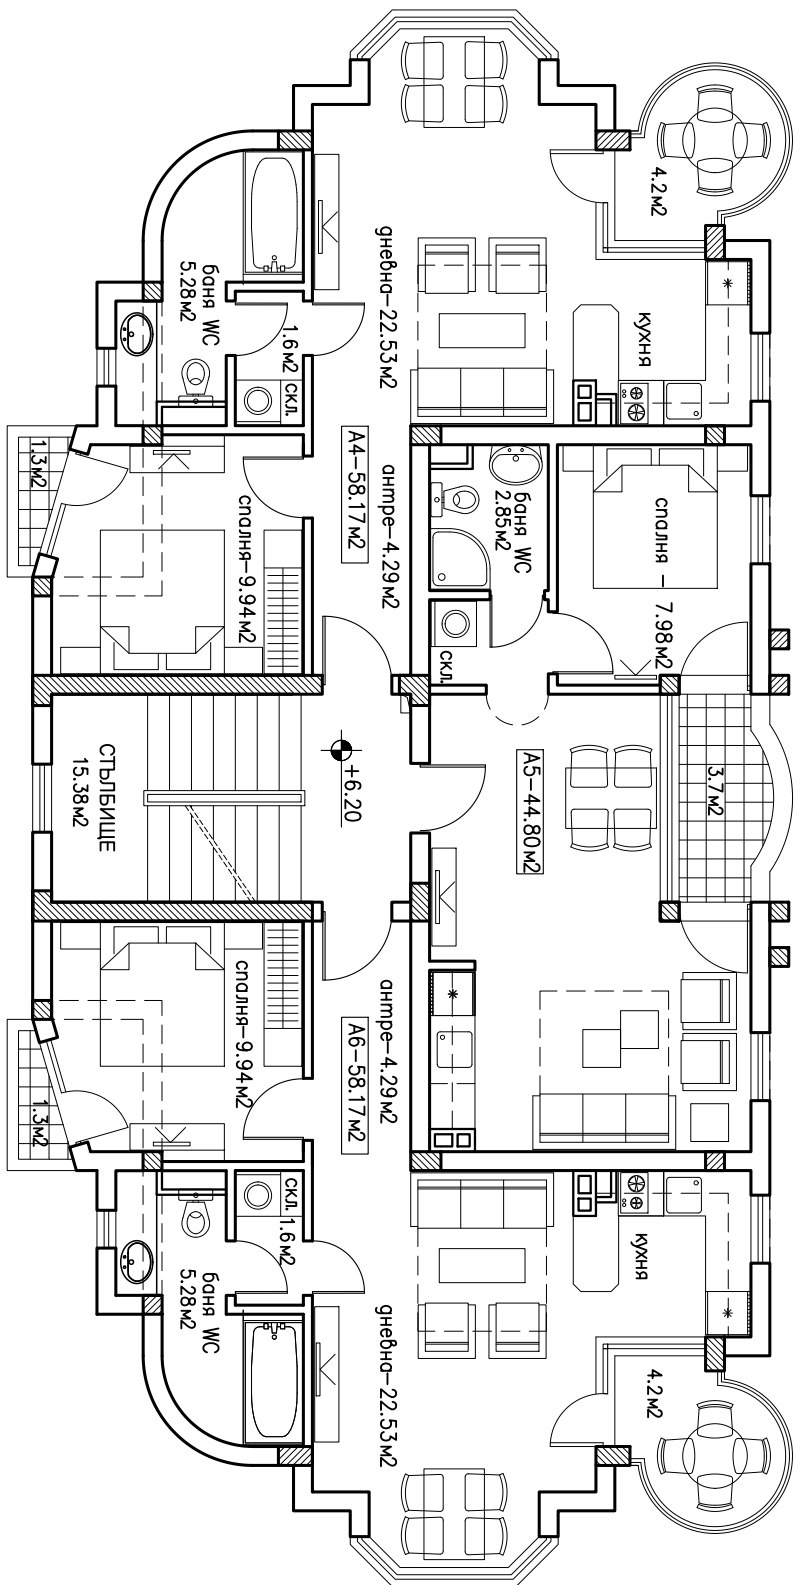 4.2м2
дневна-22.53м2
кухня
баня WC
5.28м2
1.6м2
скл.
1.3м2
А4-58.17м2
антре-4.29м2
спалня-9.94м2
баня WC
2.85м2
скл.
спалня - 7.98м2
СТЪЛБИЩЕ
15.38м2
+6.20
А5-44.80м2
3.7м2
спалня-9.94м2
антре-4.29м2
А6-58.17м2
1.3м2
скл.
1.6м2
баня WC
5.28м2
кухня
дневна-22.53м2
4.2м2